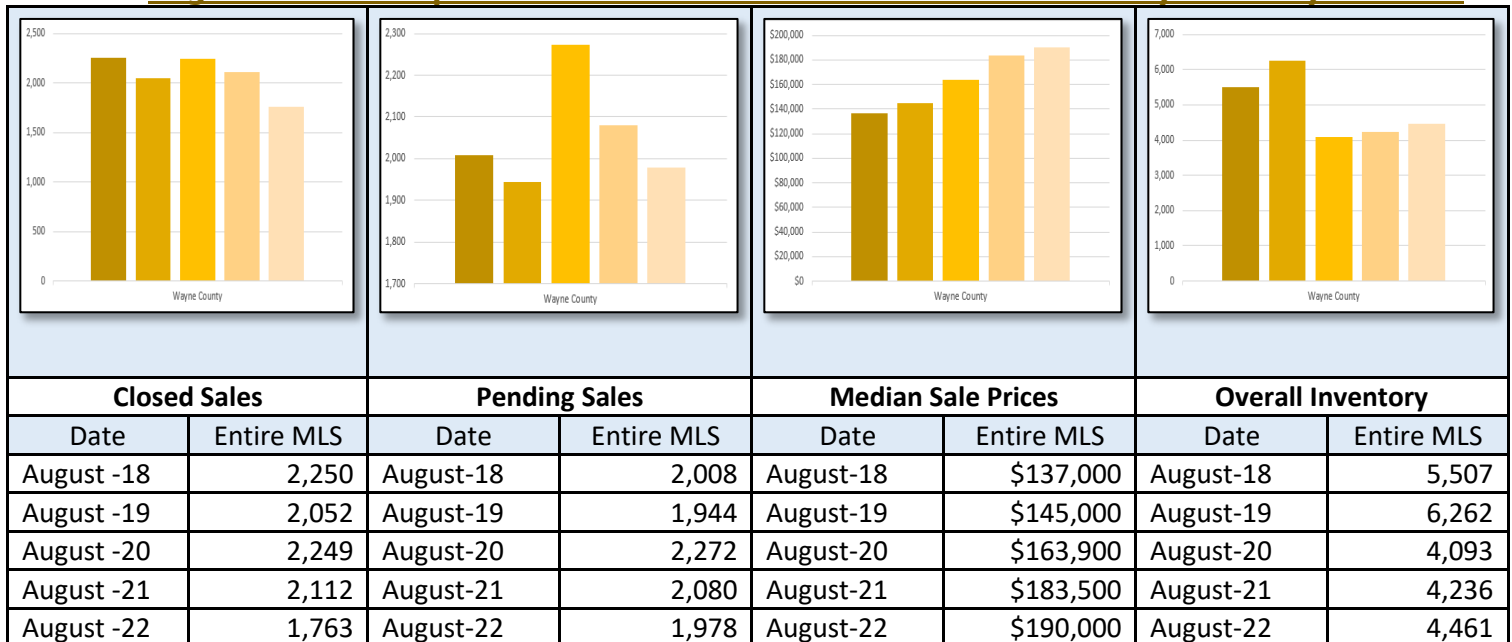 2,500
2,000
1,500
1,000
500
0
Wayne County
2,300
2,200
2,100
2,000
1,900
1,800
1,700
Wayne County
$200,000
$180,000
$160,000
$140,000
$120,000
$100,000
$80,000
$60,000
$40,000
$20,000
$0
Wayne County
7,000
6,000
5,000
4,000
3,000
2,000
1,000
0
Wayne County
Closed Sales Pending Sales Median Sale Prices Overall Inventory
Date Entire MLS Date Entire MLS Date Entire MLS Date Entire MLS
August -18 2,250 August-18 2,008 August-18 $137,000 August-18 5,507
August -19 2,052 August-19 1,944 August-19 $145,000 August-19 6,262
August -20 2,249 August-20 2,272 August-20 $163,900 August-20 4,093
August -21 2,112 August-21 2,080 August-21 $183,500 August-21 4,236
August -22 1,763 August-22 1,978 August-22 $190,000 August-22 4,461